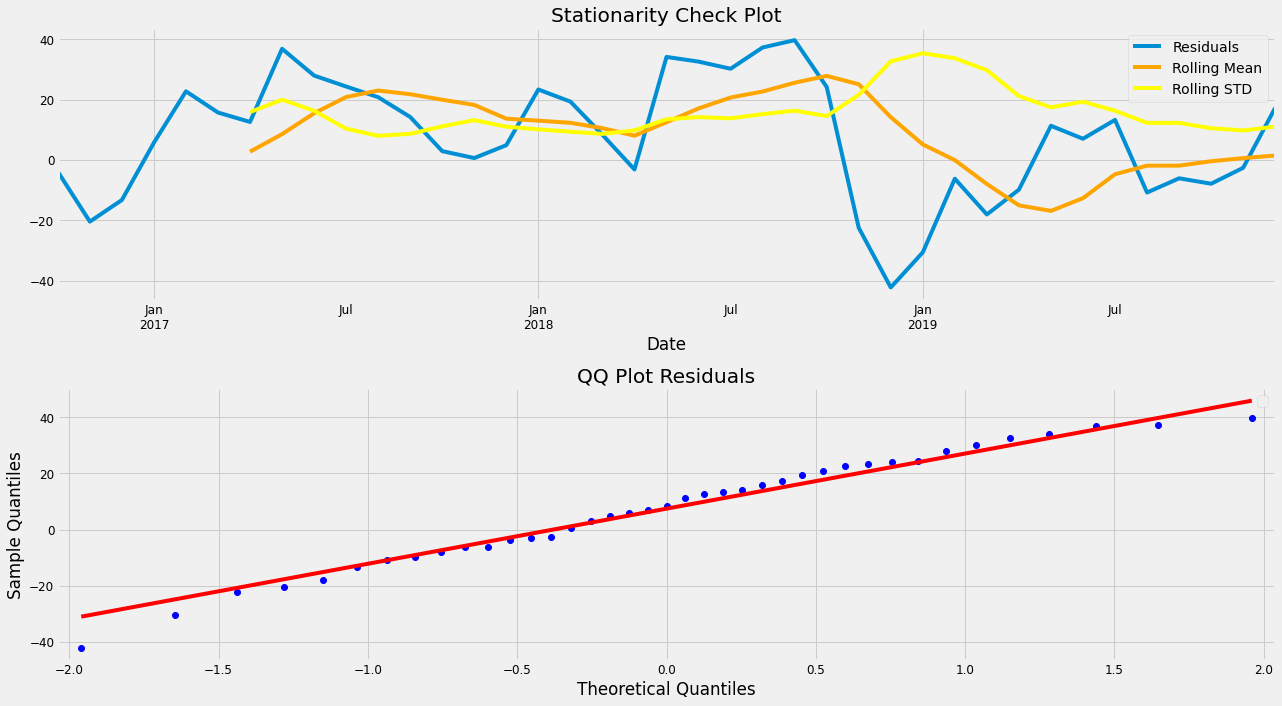 Stationarity Check Plot
40
20
0
−20
−40
Residuals
Rolling Mean
Rolling STD
Jan
2017
Jul
Jan
2018
Jul
Jan
2019
Jul
Date
QQ Plot Residuals
Sample Quantiles
40
20
0
−20
−40
−2.0
−1.5
−1.0
−0.5
0.0
0.5
1.0
1.5
2.0
Theoretical Quantiles